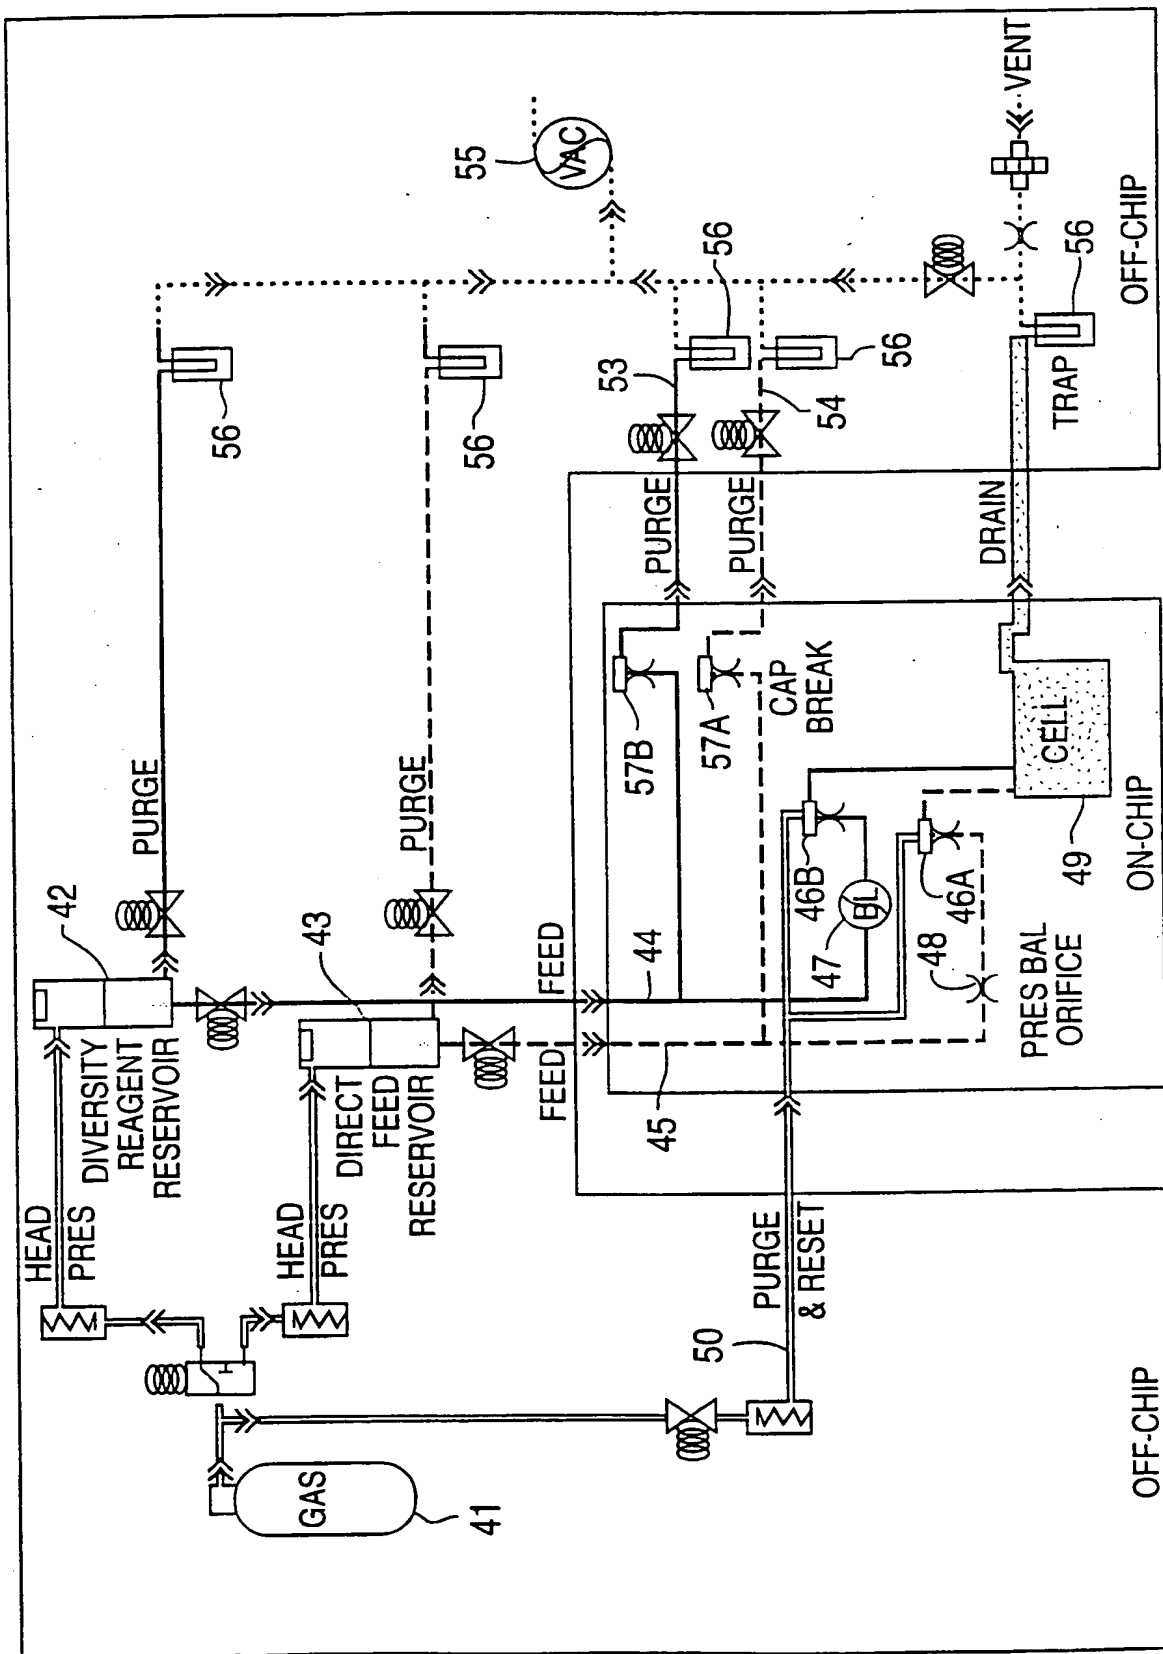 HEAD
PRES
DIVERSITY
REAGENT
RESERVOIR
42
PURGE
56
HEAD
PRES
DIRECT
FEED
RESERVOIR
43
PURGE
56
55
VAC
GAS
41
FEED
FEED
44
45
50
PURGE
& RESET
57B
57A
CAP
BREAK
PURGE
PURGE
53
54
56
56
46B
47
BL
46A
48
PRES BAL
ORIFICE
CELL
49
DRAIN
TRAP
56
VENT
ON-CHIP
OFF-CHIP
OFF-CHIP